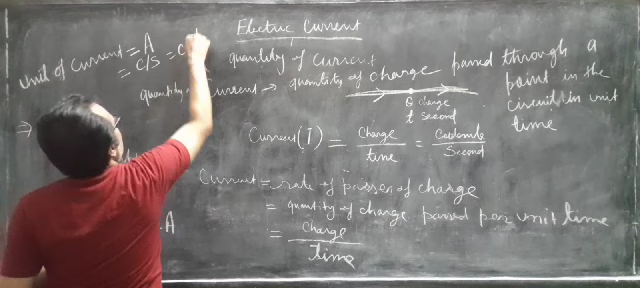 Electric Current
Unit of Current = A
= C/S = C
quantity of current
quantity of current → quantity of charge passed through a
point in the
circuit in unit
time
Q charge
t second
Current (I) = Charge / time = Coulomb / Second
Current = rate of passes of charge
= quantity of charge passed per unit time
= Charge / time
A